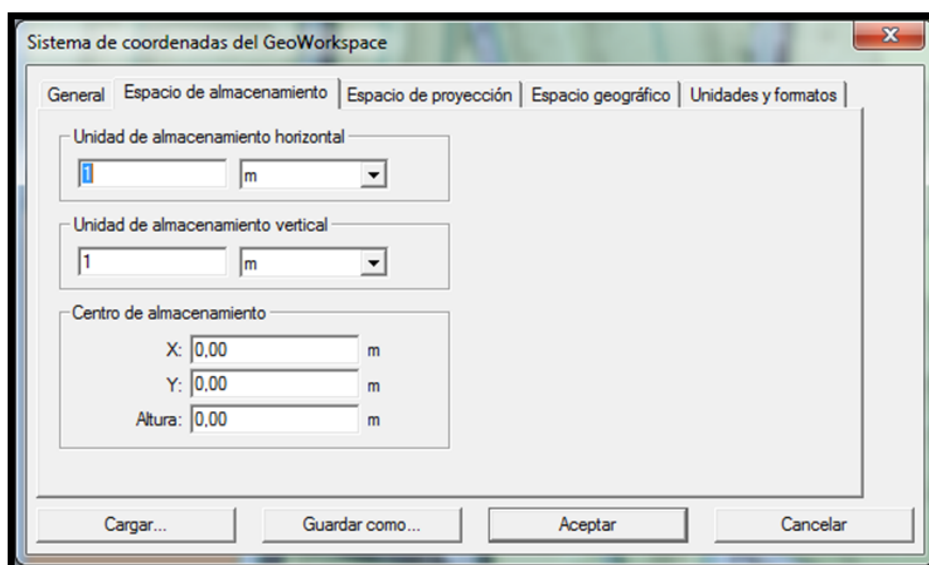 Sistema de coordenadas del GeoWorkspace
General Espacio de almacenamiento Espacio de proyección Espacio geográfico Unidades y formatos
Unidad de almacenamiento horizontal
1 m
Unidad de almacenamiento vertical
1 m
Centro de almacenamiento
X: 0,00 m
Y: 0,00 m
Altura: 0,00 m
Cargar... Guardar como... Aceptar Cancelar